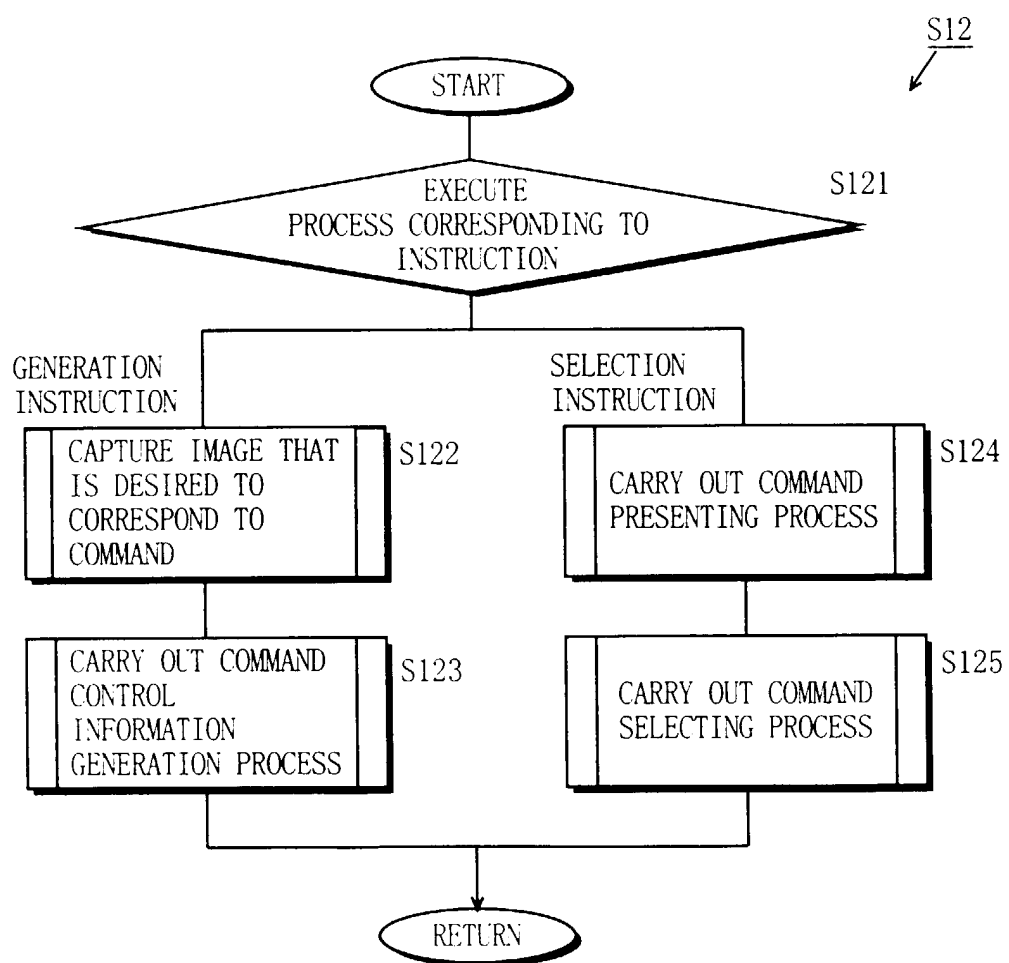 S12
START
EXECUTE
PROCESS CORRESPONDING TO
INSTRUCTION
S121
GENERATION
INSTRUCTION
SELECTION
INSTRUCTION
CAPTURE IMAGE THAT
IS DESIRED TO
CORRESPOND TO
COMMAND
S122
CARRY OUT COMMAND
PRESENTING PROCESS
S124
CARRY OUT COMMAND
CONTROL
INFORMATION
GENERATION PROCESS
S123
CARRY OUT COMMAND
SELECTING PROCESS
S125
RETURN